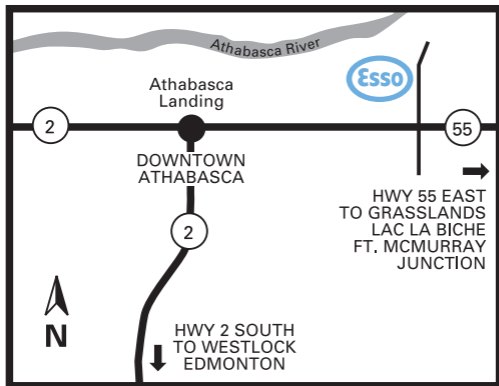 Athabasca River
Esso
Athabasca
Landing
2
55
DOWNTOWN
ATHABASCA
HWY 55 EAST
TO GRASSLANDS
LAC LA BICHE
FT. MCMURRAY
JUNCTION
2
N
HWY 2 SOUTH
TO WESTLOCK
EDMONTON